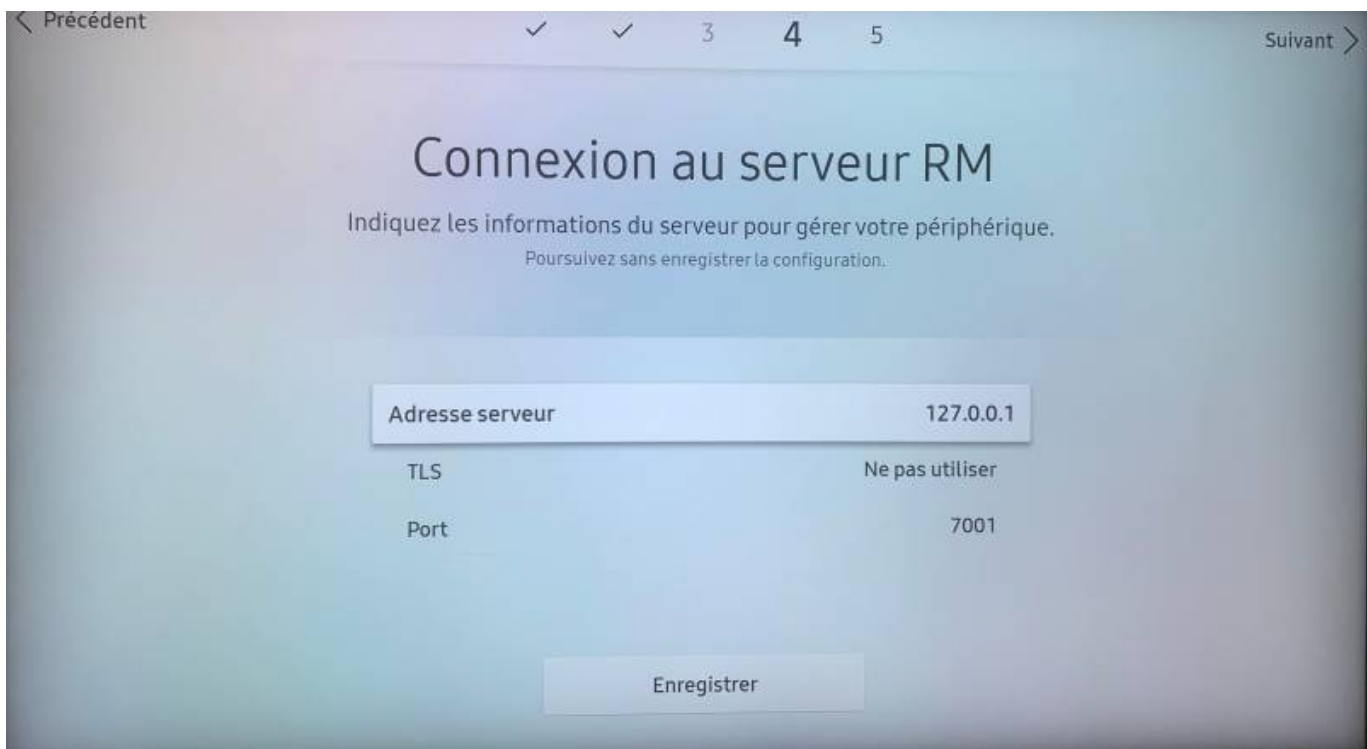 Précédent
3 4 5
Suivant
Connexion au serveur RM
Indiquez les informations du serveur pour gérer votre périphérique.
Poursuivez sans enregistrer la configuration.
Adresse serveur 127.0.0.1
TLS Ne pas utiliser
Port 7001
Enregistrer